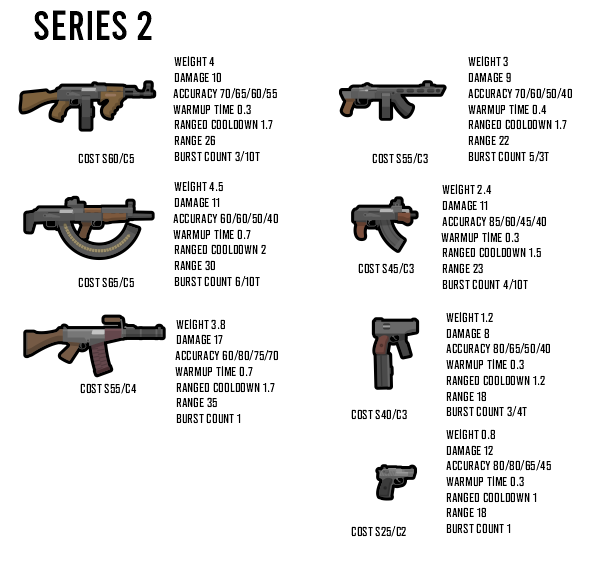 SERIES 2
WEIGHT 4
DAMAGE 10
ACCURACY 70/65/60/55
WARMUP TIME 0.3
RANGED COOLDOWN 1.7
RANGE 26
BURST COUNT 3/10T
COST S60/C5
WEIGHT 3
DAMAGE 9
ACCURACY 70/60/50/40
WARMUP TIME 0.4
RANGED COOLDOWN 1.7
RANGE 22
BURST COUNT 5/3T
COST S55/C3
WEIGHT 4.5
DAMAGE 11
ACCURACY 60/60/50/40
WARMUP TIME 0.7
RANGED COOLDOWN 2
RANGE 30
BURST COUNT 6/10T
COST S65/C5
WEIGHT 2.4
DAMAGE 11
ACCURACY 85/60/45/40
WARMUP TIME 0.3
RANGED COOLDOWN 1.5
RANGE 23
BURST COUNT 4/10T
COST S45/C3
WEIGHT 3.8
DAMAGE 17
ACCURACY 60/80/75/70
WARMUP TIME 0.7
RANGED COOLDOWN 1.7
RANGE 35
BURST COUNT 1
COST S55/C4
WEIGHT 1.2
DAMAGE 8
ACCURACY 80/65/50/40
WARMUP TIME 0.3
RANGED COOLDOWN 1.2
RANGE 18
BURST COUNT 3/4T
COST S40/C3
WEIGHT 0.8
DAMAGE 12
ACCURACY 80/80/65/45
WARMUP TIME 0.3
RANGED COOLDOWN 1
RANGE 18
BURST COUNT 1
COST S25/C2